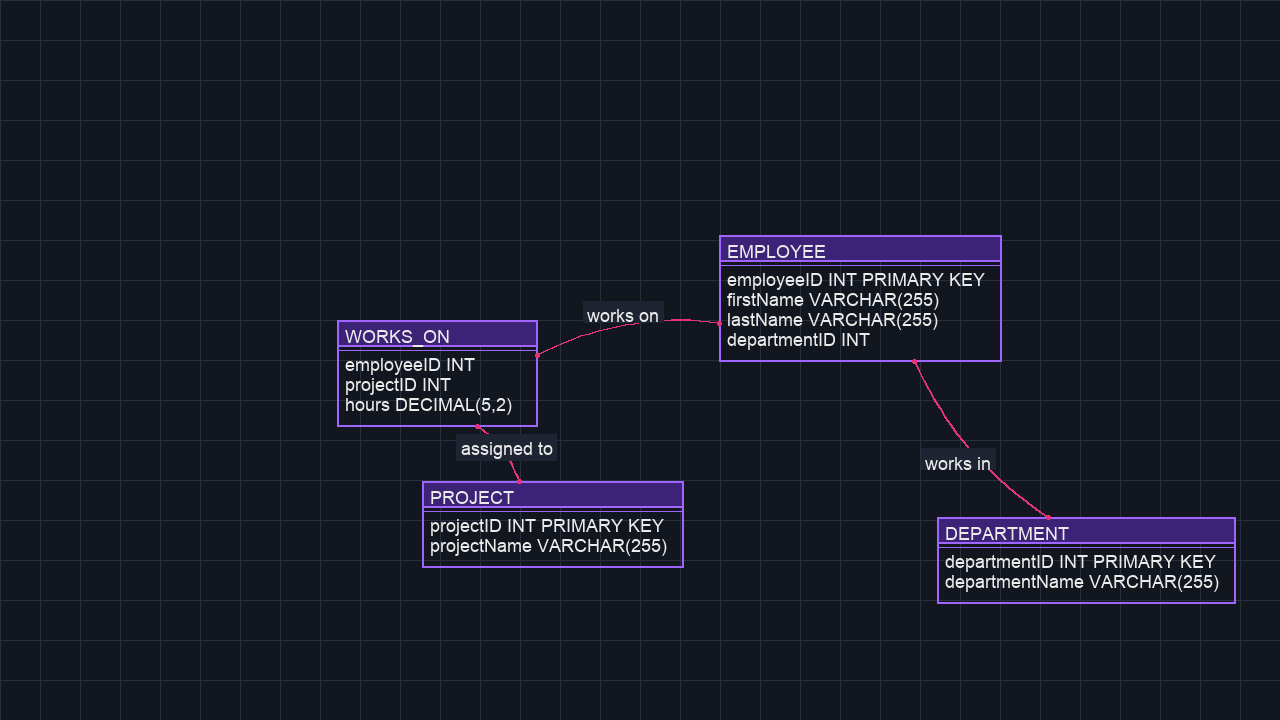 EMPLOYEE
employeeID INT PRIMARY KEY
firstName VARCHAR(255)
lastName VARCHAR(255)
departmentID INT
works on
WORKS_ON
employeeID INT
projectID INT
hours DECIMAL(5,2)
assigned to
works in
PROJECT
projectID INT PRIMARY KEY
projectName VARCHAR(255)
DEPARTMENT
departmentID INT PRIMARY KEY
departmentName VARCHAR(255)